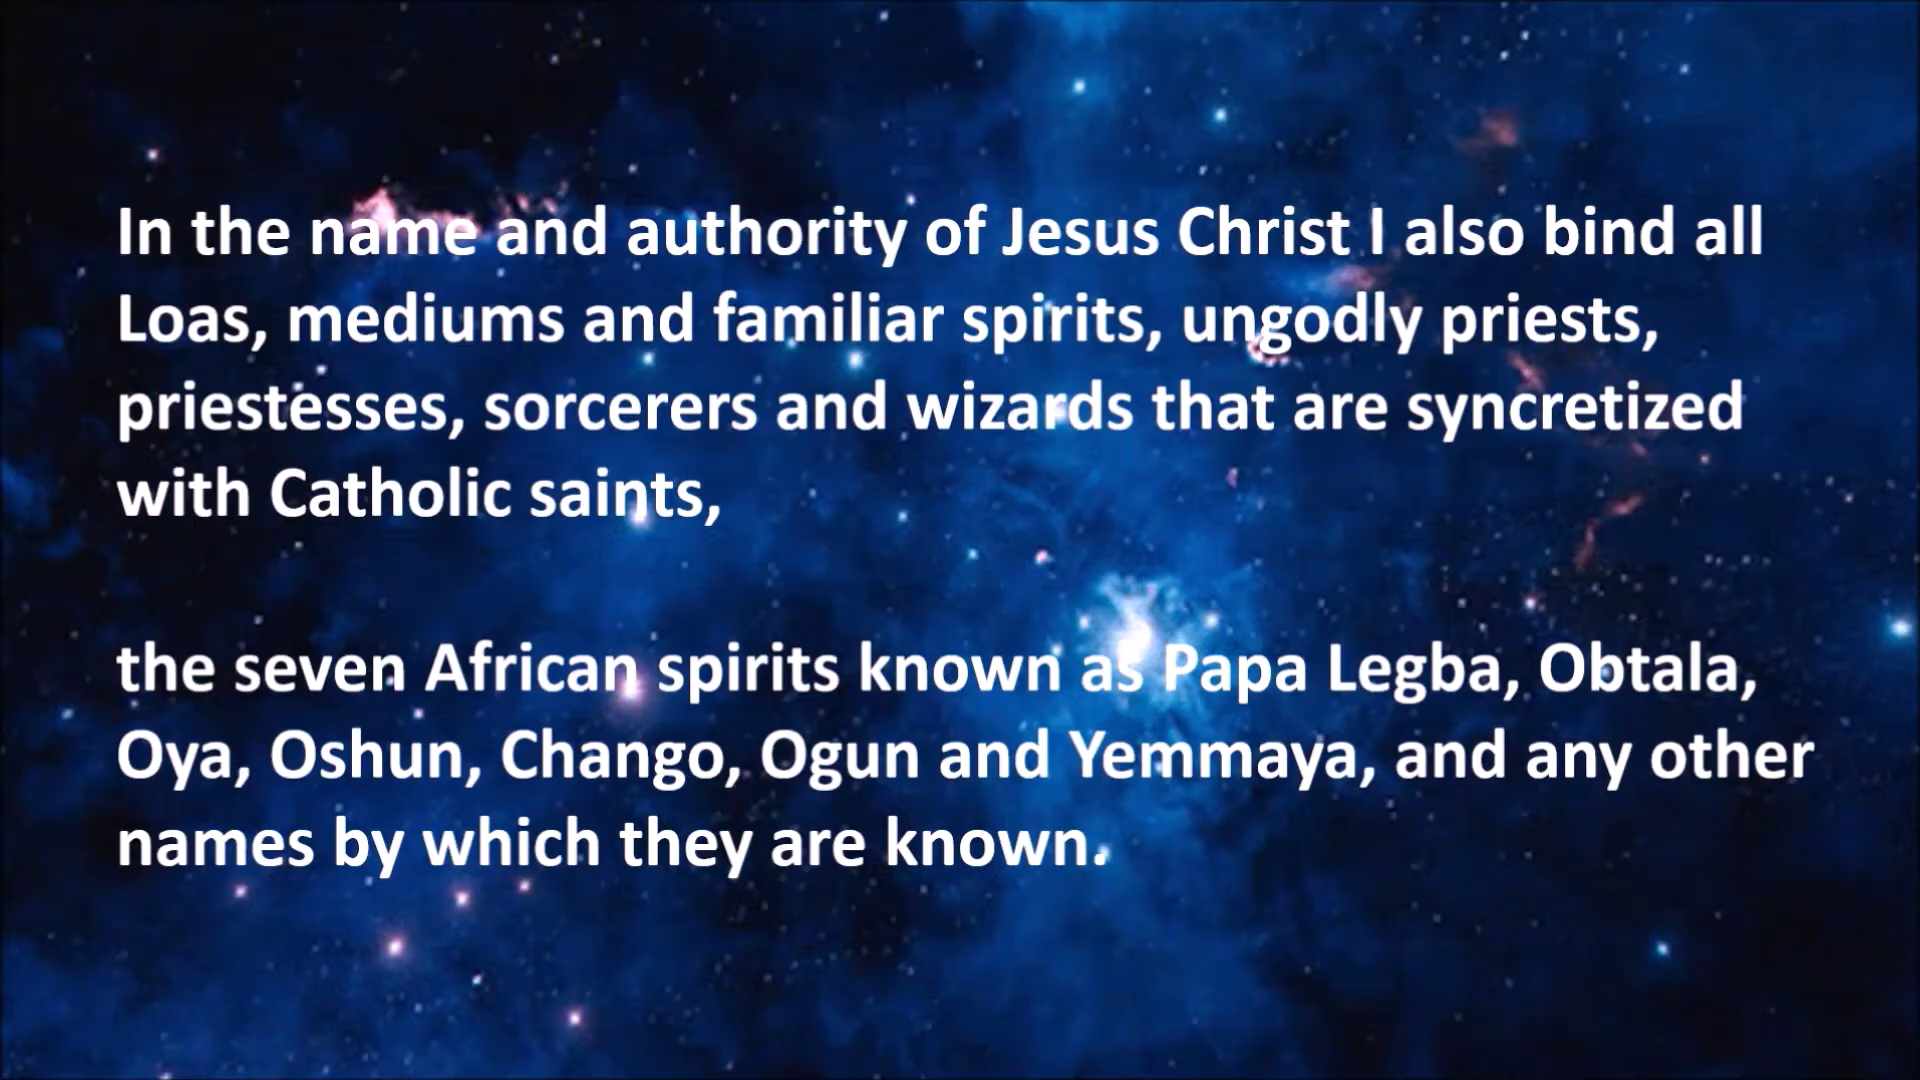 In the name and authority of Jesus Christ I also bind all
Loas, mediums and familiar spirits, ungodly priests,
priestesses, sorcerers and wizards that are syncretized
with Catholic saints,
the seven African spirits known as Papa Legba, Obtala,
Oya, Oshun, Chango, Ogun and Yemmaya, and any other
names by which they are known.